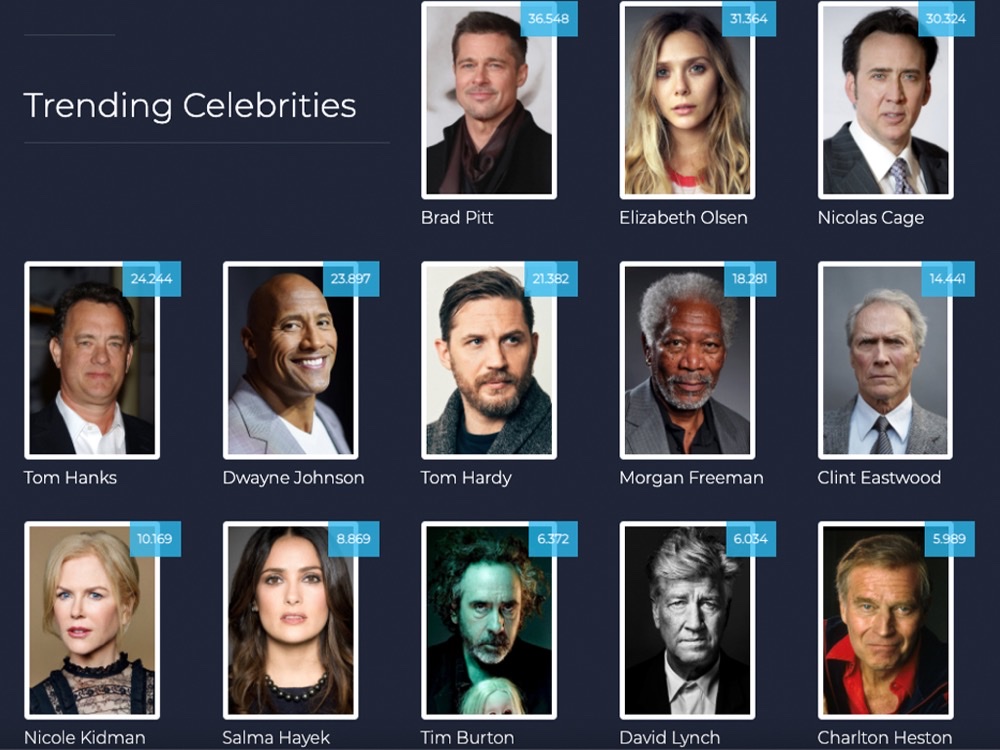 36.548
31.364
30.324
Trending Celebrities
Brad Pitt
Elizabeth Olsen
Nicolas Cage
24.244
23.897
21.382
18.281
14.441
Tom Hanks
Dwayne Johnson
Tom Hardy
Morgan Freeman
Clint Eastwood
10.169
8.869
6.372
6.034
5.989
Nicole Kidman
Salma Hayek
Tim Burton
David Lynch
Charlton Heston